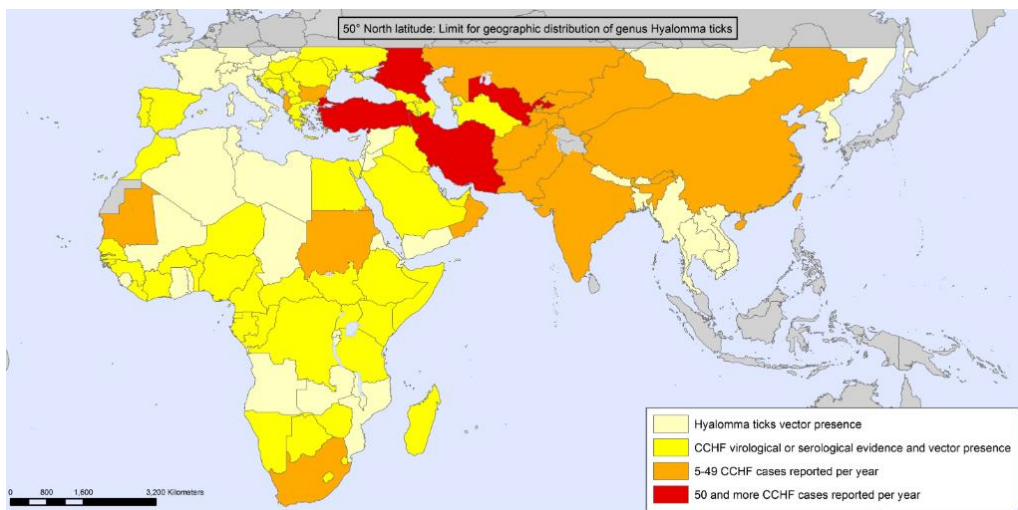 50° North latitude: Limit for geographic distribution of genus Hyalomma ticks
Hyalomma ticks vector presence
CCHF virological or serological evidence and vector presence
5-49 CCHF cases reported per year
50 and more CCHF cases reported per year
0 800 1,600 3,200 Kilometers